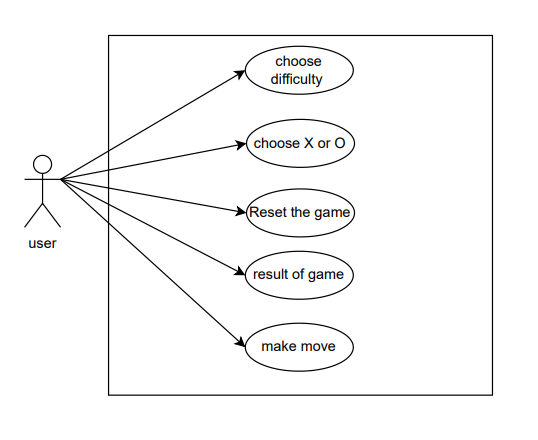 choose
difficulty
choose X or O
Reset the game
result of game
make move
user